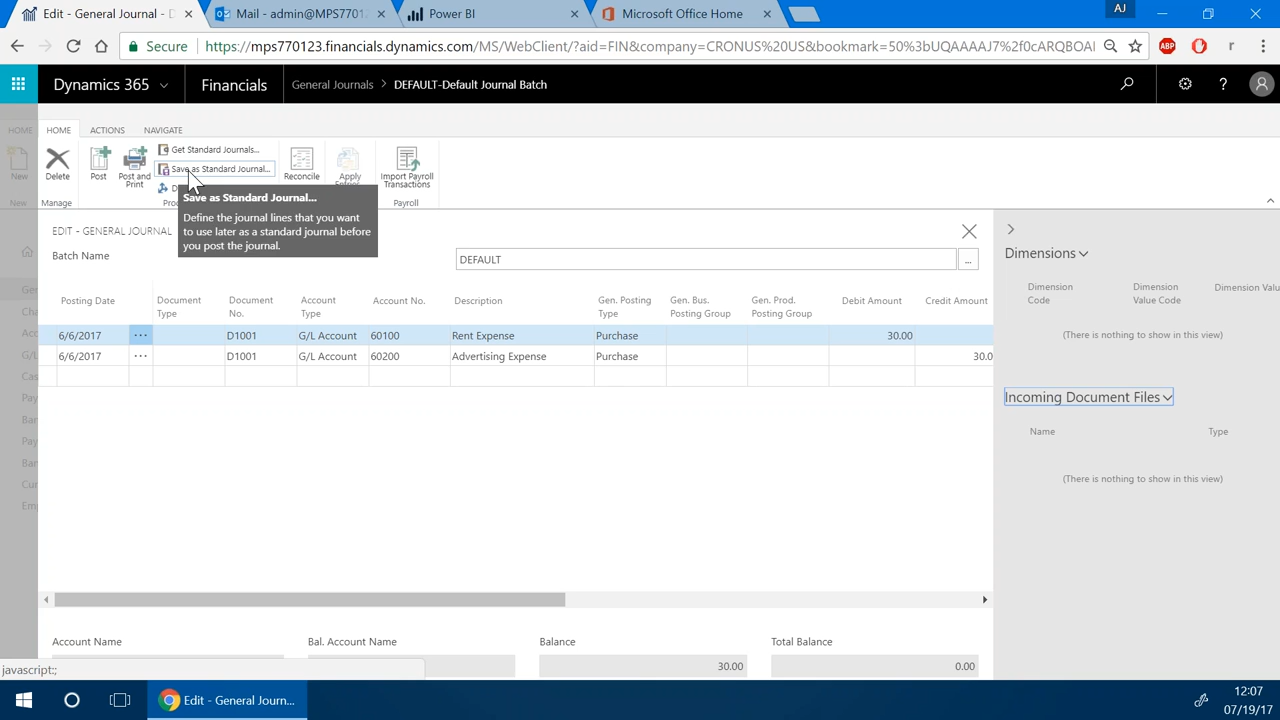 Edit - General Journal - D
Mail - admin@MPS7701
Power BI
Microsoft Office Home
AJ
Secure
https://mps770123.financials.dynamics.com/MS/WebClient/?aid=FIN&company=CRONUS%20US&bookmark=50%3bUQAAAAJ7%2f0cARQBOAI
ABP
r
Dynamics 365
Financials
General Journals > DEFAULT-Default Journal Batch
?
HOME
HOME
ACTIONS
NAVIGATE
New
Delete
Post
Post and Print
Get Standard Journals...
Save as Standard Journal...
Reconcile
Apply Entries...
Import Payroll Transactions
New
Manage
Payroll
Save as Standard Journal...
Define the journal lines that you want
to use later as a standard journal before
you post the journal.
EDIT - GENERAL JOURNAL
Batch Name
DEFAULT
...
Posting Date
Document Type
Document No.
Account Type
Account No.
Description
Gen. Posting Type
Gen. Bus. Posting Group
Gen. Prod. Posting Group
Debit Amount
Credit Amount
6/6/2017 ... D1001 G/L Account 60100 Rent Expense Purchase 30.00
6/6/2017 ... D1001 G/L Account 60200 Advertising Expense Purchase 30.0
Account Name
Bal. Account Name
Balance
Total Balance
30.00
0.00
Dimensions
Dimension Code
Dimension Value Code
Dimension Valu
(There is nothing to show in this view)
Incoming Document Files
Name
Type
(There is nothing to show in this view)
javascript:;
Edit - General Journ...
12:07
07/19/17